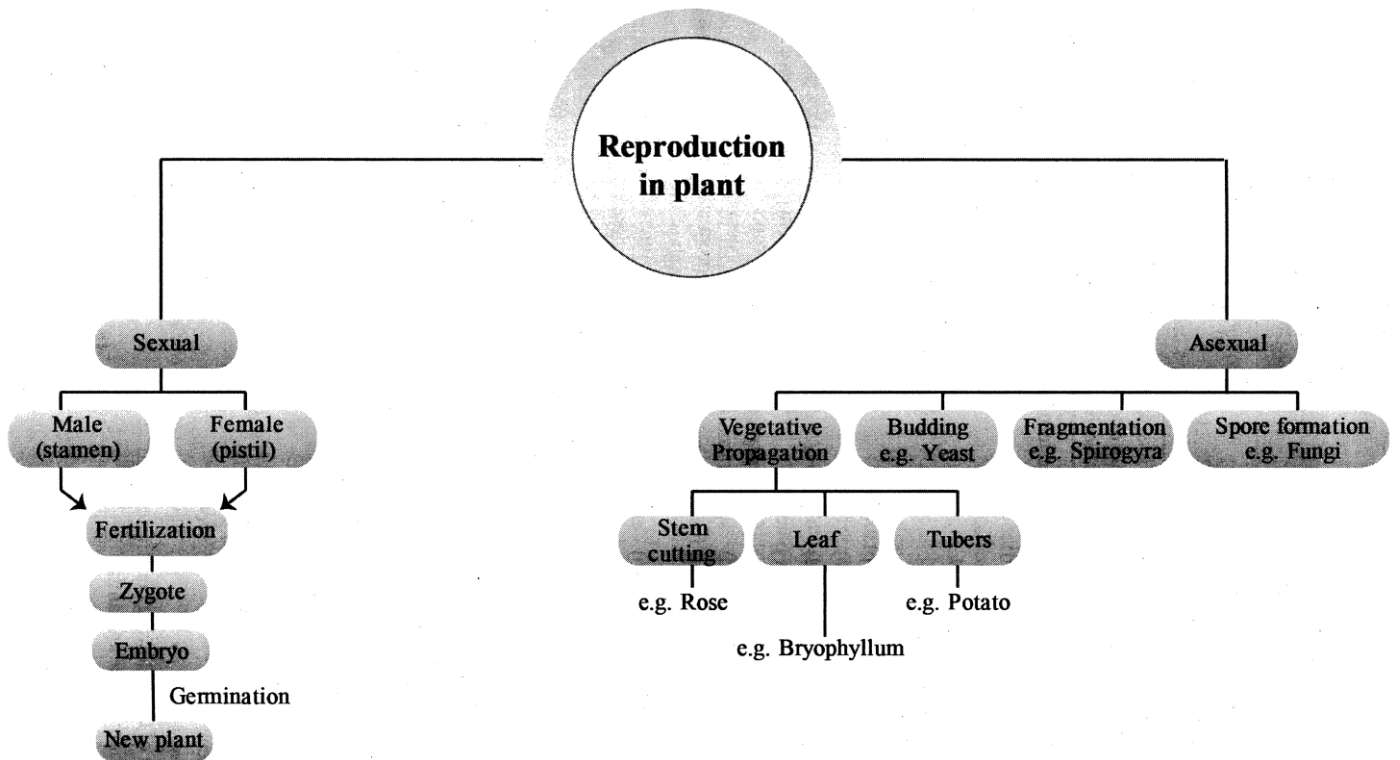 Reproduction
in plant
Sexual
Asexual
Male
(stamen)
Female
(pistil)
Vegetative
Propagation
Budding
e.g. Yeast
Fragmentation
e.g. Spirogyra
Spore formation
e.g. Fungi
Fertilization
Stem
cutting
Leaf
Tubers
Zygote
e.g. Rose
e.g. Potato
Embryo
e.g. Bryophyllum
Germination
New plant